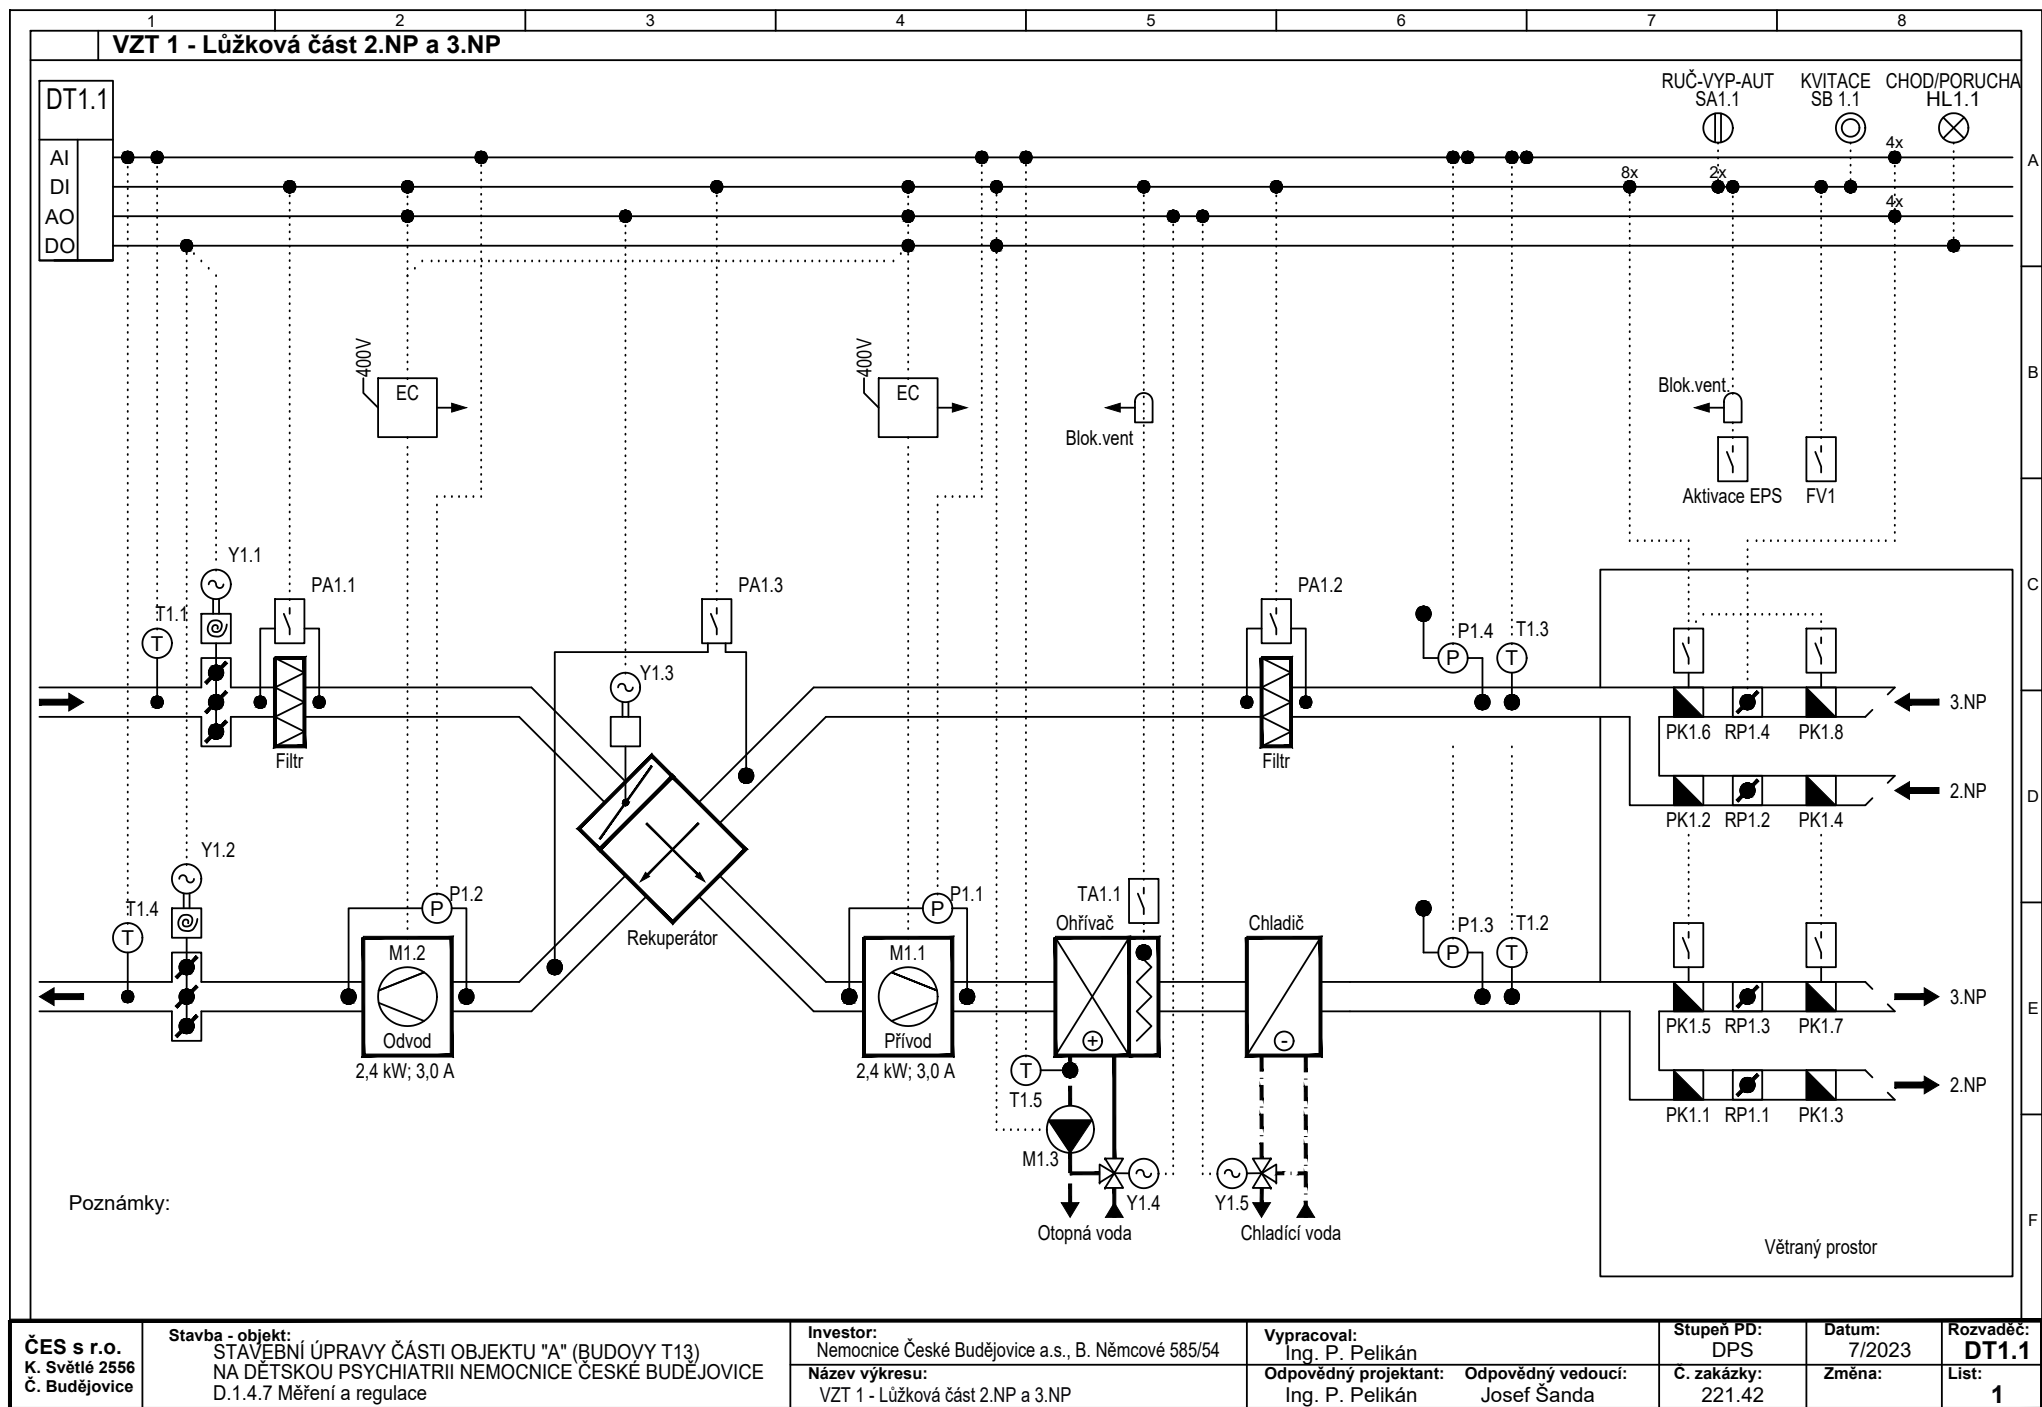 1 2 3 4 5 6 7 8
VZT 1 - Lůžková část 2.NP a 3.NP
DT1.1
RUČ-VYP-AUT
SA1.1
KVITACE
SB 1.1
CHOD/PORUCHA
HL1.1
AI
DI
AO
DO
4x
8x
2x
4x
A
B
C
D
E
F
400V
EC
400V
EC
Blok.vent
Blok.vent.
Aktivace EPS
FV1
Y1.1
T1.1
PA1.1
PA1.3
Y1.3
PA1.2
P1.4
T1.3
T
P
T
Filtr
Filtr
PK1.6
RP1.4
PK1.8
3.NP
PK1.2
RP1.2
PK1.4
2.NP
Y1.2
T1.4
T
P1.2
P
Rekuperátor
P1.1
P
TA1.1
Ohřívač
Chladič
P1.3
T1.2
P
T
M1.2
Odvod
2,4 kW; 3,0 A
M1.1
Přívod
2,4 kW; 3,0 A
+
-
PK1.5
RP1.3
PK1.7
3.NP
PK1.1
RP1.1
PK1.3
2.NP
T
T1.5
M1.3
Y1.4
Y1.5
Otopná voda
Chladící voda
Poznámky:
Větraný prostor
ČES s r.o.
K. Světlé 2556
Č. Budějovice
Stavba - objekt:
STAVEBNÍ ÚPRAVY ČÁSTI OBJEKTU "A" (BUDOVY T13)
NA DĚTSKOU PSYCHIATRII NEMOCNICE ČESKÉ BUDĚJOVICE
D.1.4.7 Měření a regulace
Investor:
Nemocnice České Budějovice a.s., B. Němcové 585/54
Název výkresu:
VZT 1 - Lůžková část 2.NP a 3.NP
Vypracoval:
Ing. P. Pelikán
Odpovědný projektant:
Ing. P. Pelikán
Odpovědný vedoucí:
Josef Šanda
Stupeň PD:
DPS
Č. zakázky:
221.42
Datum:
7/2023
Změna:
Rozvaděč:
DT1.1
List:
1